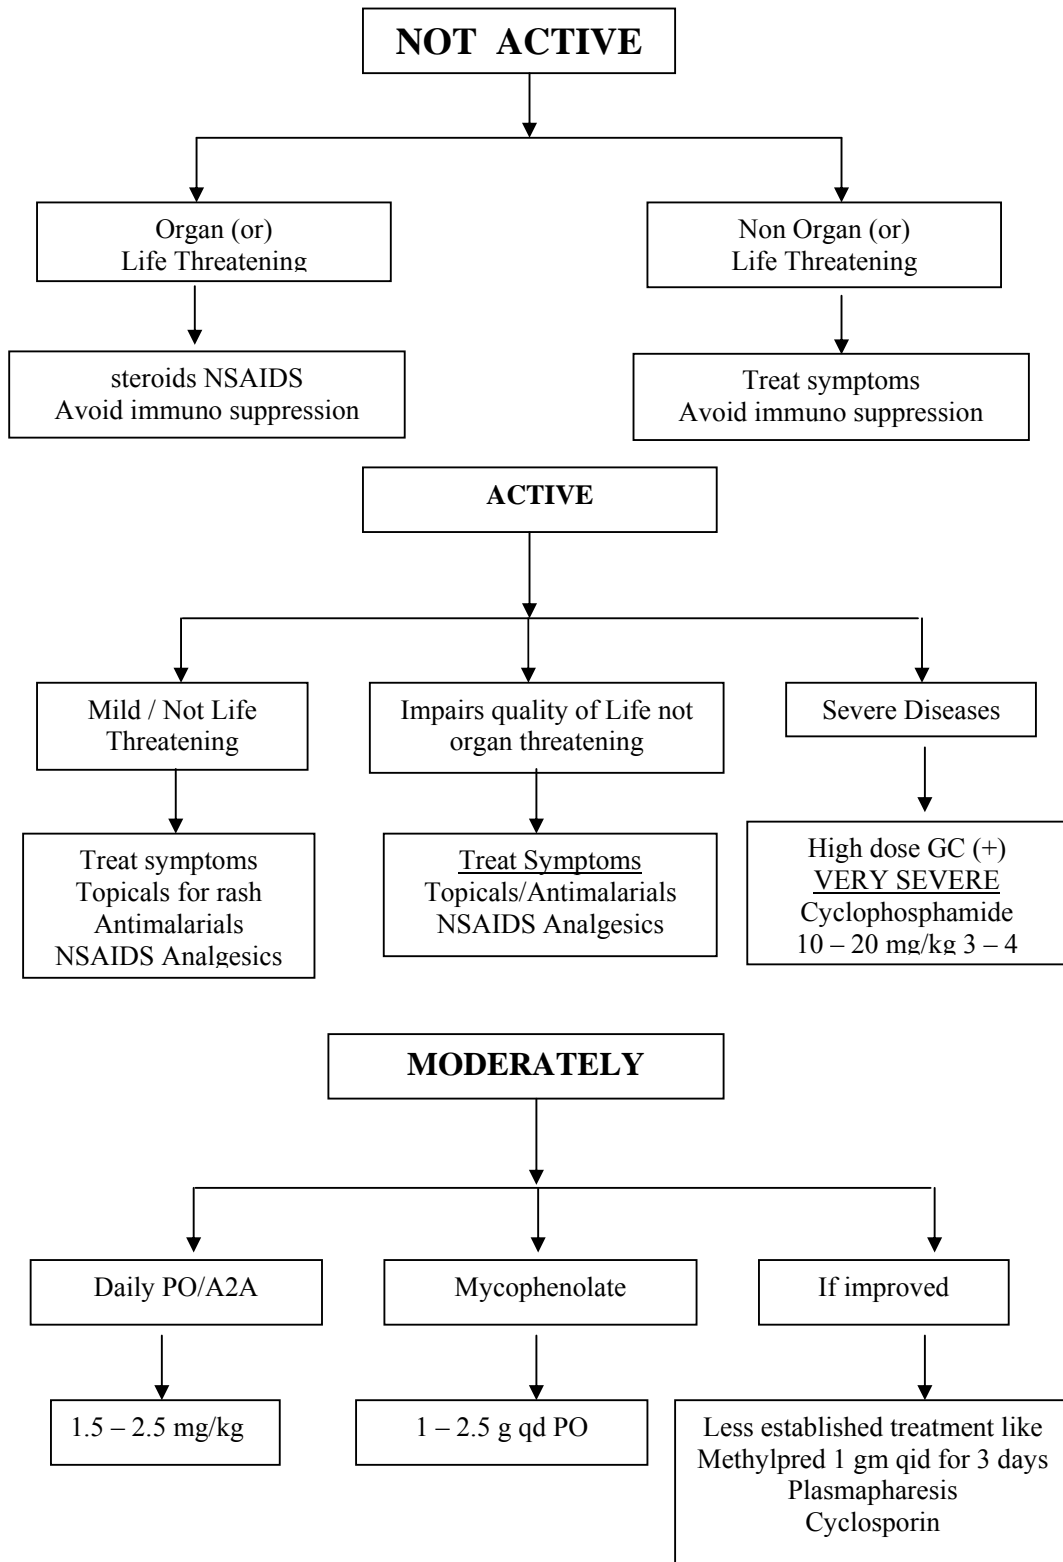 NOT ACTIVE
Organ (or)
Life Threatening
Non Organ (or)
Life Threatening
steroids NSAIDS
Avoid immuno suppression
Treat symptoms
Avoid immuno suppression
ACTIVE
Mild / Not Life
Threatening
Impairs quality of Life not
organ threatening
Severe Diseases
Treat symptoms
Topicals for rash
Antimalarials
NSAIDS Analgesics
Treat Symptoms
Topicals/Antimalarials
NSAIDS Analgesics
High dose GC (+)
VERY SEVERE
Cyclophosphamide
10 – 20 mg/kg 3 – 4
MODERATELY
Daily PO/A2A
Mycophenolate
If improved
1.5 – 2.5 mg/kg
1 – 2.5 g qd PO
Less established treatment like
Methylpred 1 gm qid for 3 days
Plasmapharesis
Cyclosporin